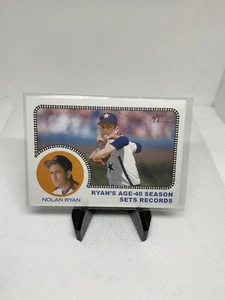 NOLAN RYAN
RYAN'S AGE-40 SEASON
SETS RECORDS